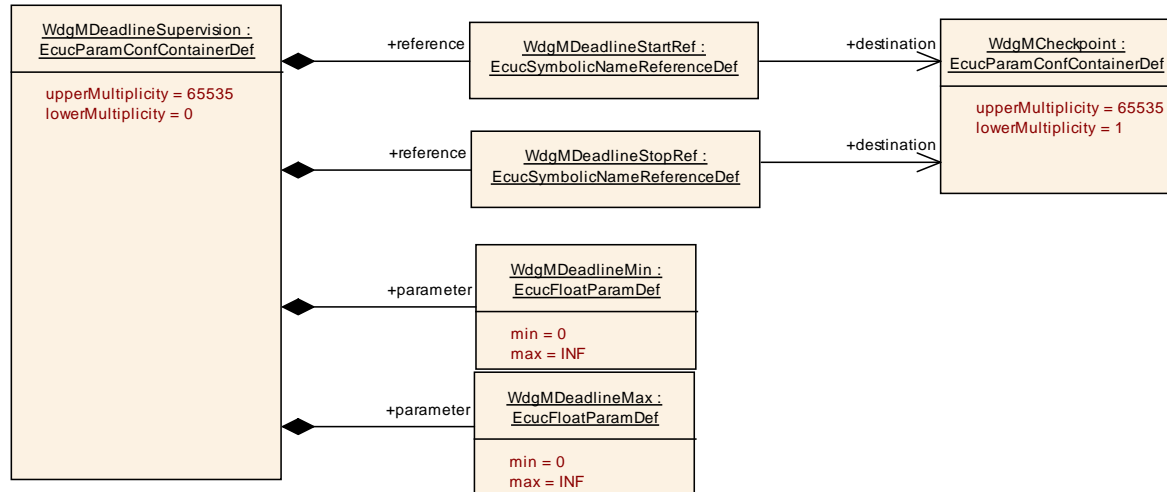 WdgMDeadlineSupervision :
EcucParamConfContainerDef
upperMultiplicity = 65535
lowerMultiplicity = 0
+reference
WdgMDeadlineStartRef :
EcucSymbolicNameReferenceDef
+destination
WdgMCheckpoint :
EcucParamConfContainerDef
upperMultiplicity = 65535
lowerMultiplicity = 1
+reference
WdgMDeadlineStopRef :
EcucSymbolicNameReferenceDef
+destination
+parameter
WdgMDeadlineMin :
EcucFloatParamDef
min = 0
max = INF
+parameter
WdgMDeadlineMax :
EcucFloatParamDef
min = 0
max = INF